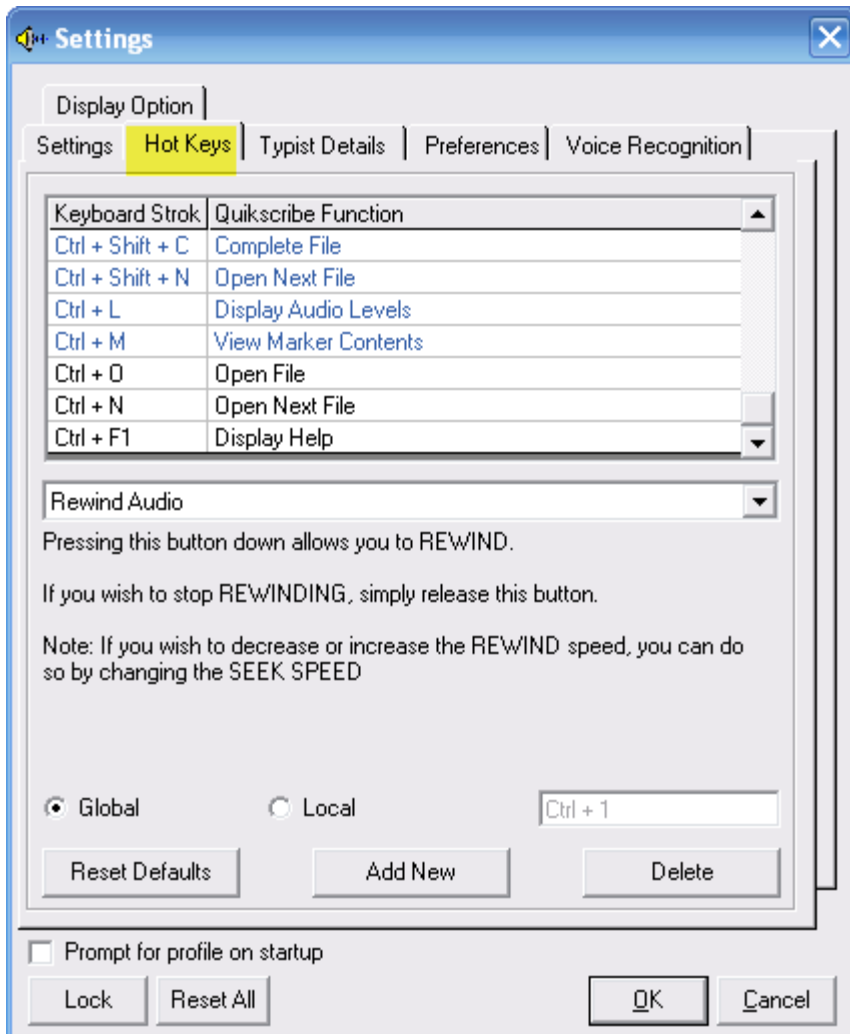 Settings
Display Option
Settings Hot Keys Typist Details Preferences Voice Recognition
Keyboard Strok Quikscribe Function
Ctrl + Shift + C Complete File
Ctrl + Shift + N Open Next File
Ctrl + L Display Audio Levels
Ctrl + M View Marker Contents
Ctrl + O Open File
Ctrl + N Open Next File
Ctrl + F1 Display Help
Rewind Audio
Pressing this button down allows you to REWIND.
If you wish to stop REWINDING, simply release this button.
Note: If you wish to decrease or increase the REWIND speed, you can do
so by changing the SEEK SPEED
Global Local Ctrl + 1
Reset Defaults Add New Delete
Prompt for profile on startup
Lock Reset All OK Cancel